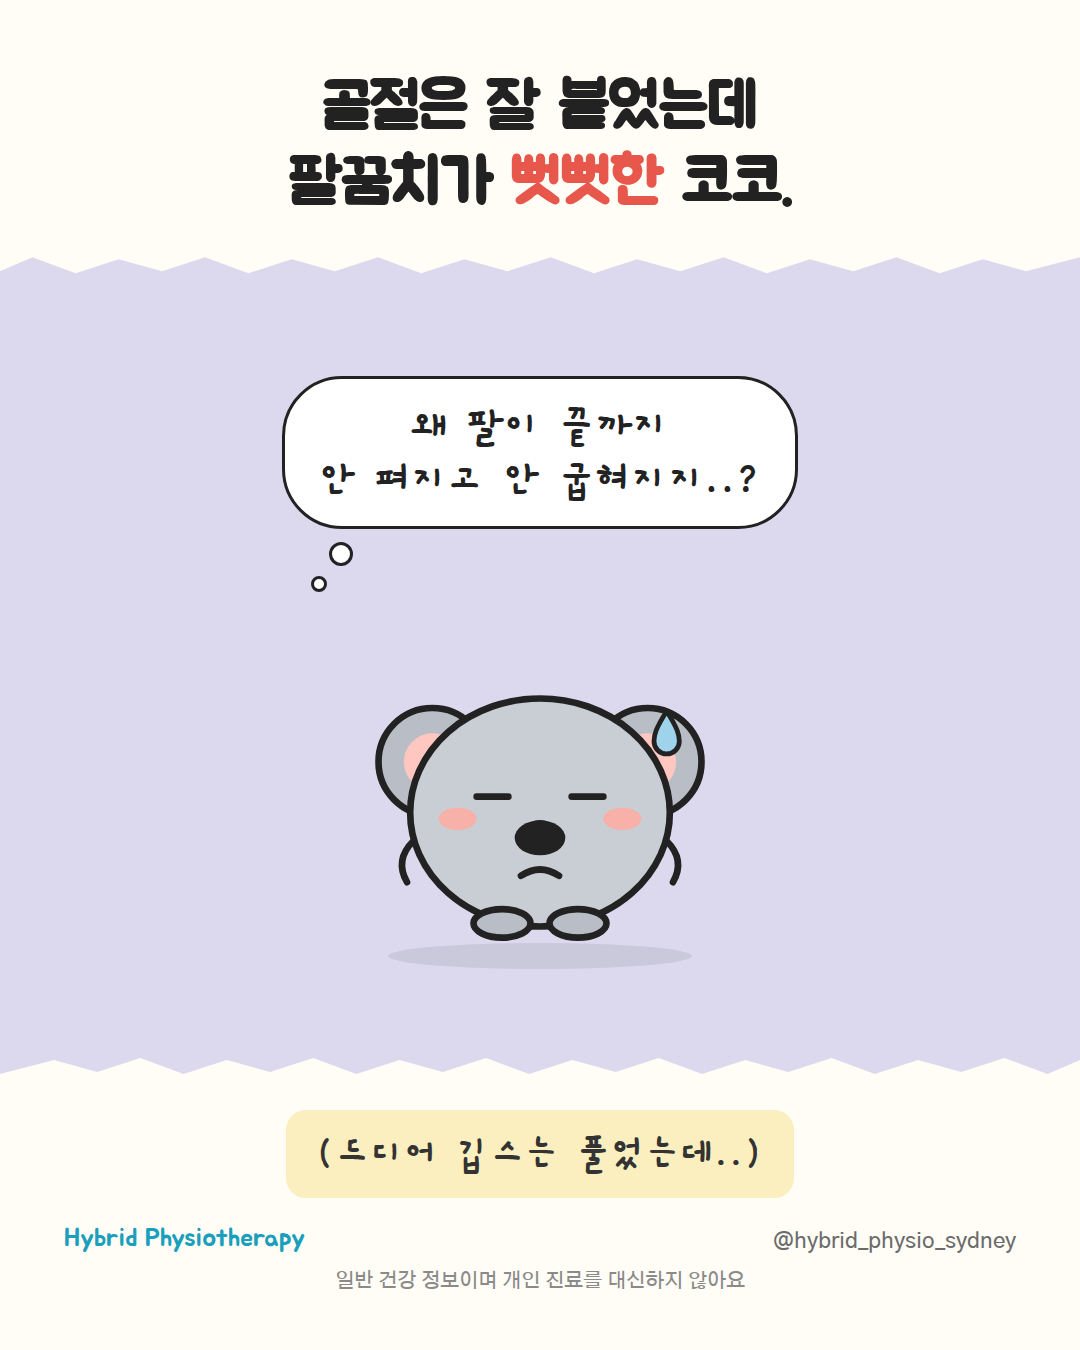 골절은 잘 붙었는데
팔꿈치가 뻣뻣한 코코.
왜 팔이 끝까지
안 펴지고 안 굽혀지지..?
(드디어 깁스는 풀었는데..)
Hybrid Physiotherapy
@hybrid_physio_sydney
일반 건강 정보이며 개인 진료를 대신하지 않아요